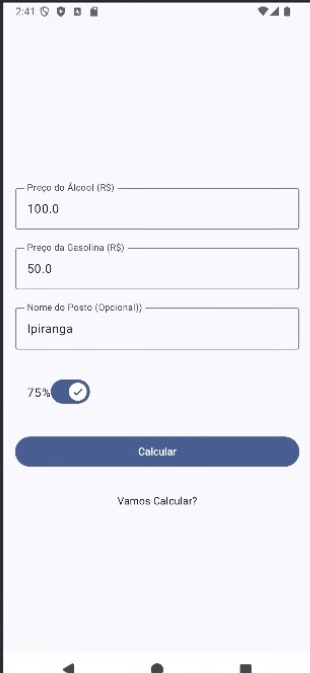 2:41
Preço do Álcool (R$)
100.0
Preço da Gasolina (R$)
50.0
Nome do Posto (Opcional))
Ipiranga
75%
Calcular
Vamos Calcular?